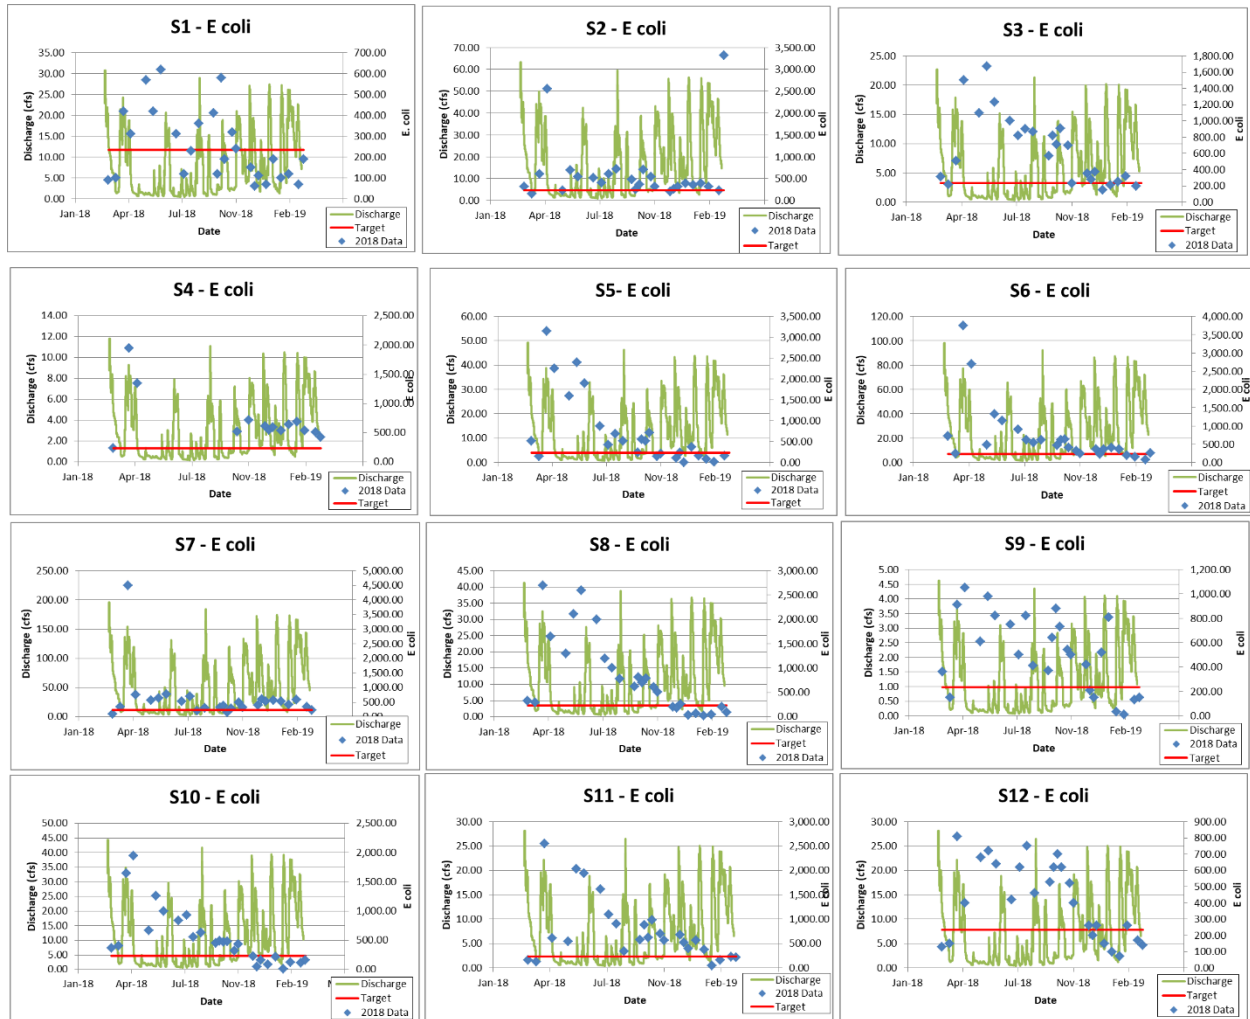 S1 - E coli
35.00
30.00
25.00
20.00
15.00
10.00
5.00
0.00
Discharge (cfs)
700.00
600.00
500.00
400.00
300.00
200.00
100.00
0.00
E. coli
Jan-18 Apr-18 Jul-18 Nov-18 Feb-19
Date
Discharge
Target
2018 Data
S2 - E coli
70.00
60.00
50.00
40.00
30.00
20.00
10.00
0.00
Discharge (cfs)
3,500.00
3,000.00
2,500.00
2,000.00
1,500.00
1,000.00
500.00
0.00
E coli
Jan-18 Apr-18 Jul-18 Nov-18 Feb-19
Date
Discharge
2018 Data
Target
S3 - E coli
25.00
20.00
15.00
10.00
5.00
0.00
Discharge (cfs)
1,800.00
1,600.00
1,400.00
1,200.00
1,000.00
800.00
600.00
400.00
200.00
0.00
E coli
Jan-18 Apr-18 Jul-18 Nov-18 Feb-19
Date
Discharge
Target
2018 Data
S4 - E coli
14.00
12.00
10.00
8.00
6.00
4.00
2.00
0.00
Discharge (cfs)
2,500.00
2,000.00
1,500.00
1,000.00
500.00
0.00
E coli
Jan-18 Apr-18 Jul-18 Nov-18 Feb-19
Date
Discharge
2018 Data
Target
S5- E coli
60.00
50.00
40.00
30.00
20.00
10.00
0.00
Discharge (cfs)
3,500.00
3,000.00
2,500.00
2,000.00
1,500.00
1,000.00
500.00
0.00
E coli
Jan-18 Apr-18 Jul-18 Nov-18 Feb-19
Date
Discharge
2018 Data
Target
S6 - E coli
120.00
100.00
80.00
60.00
40.00
20.00
0.00
Discharge (cfs)
4,000.00
3,500.00
3,000.00
2,500.00
2,000.00
1,500.00
1,000.00
500.00
0.00
E coli
Jan-18 Apr-18 Jul-18 Nov-18 Feb-19
Date
Discharge
Target
2018 Data
S7 - E coli
250.00
200.00
150.00
100.00
50.00
0.00
Discharge (cfs)
5,000.00
4,500.00
4,000.00
3,500.00
3,000.00
2,500.00
2,000.00
1,500.00
1,000.00
500.00
0.00
E coli
Jan-18 Apr-18 Jul-18 Nov-18 Feb-19
Date
Discharge
2018 Data
Target
S8 - E coli
45.00
40.00
35.00
30.00
25.00
20.00
15.00
10.00
5.00
0.00
Discharge (cfs)
3,000.00
2,500.00
2,000.00
1,500.00
1,000.00
500.00
0.00
E coli
Jan-18 Apr-18 Jul-18 Nov-18 Feb-19
Date
Discharge
Target
2018 Data
S9 - E coli
5.00
4.50
4.00
3.50
3.00
2.50
2.00
1.50
1.00
0.50
0.00
Discharge (cfs)
1,200.00
1,000.00
800.00
600.00
400.00
200.00
0.00
E coli
Jan-18 Apr-18 Jul-18 Nov-18 Feb-19
Date
Discharge
Target
2018 Data
S10 - E coli
50.00
45.00
40.00
35.00
30.00
25.00
20.00
15.00
10.00
5.00
0.00
Discharge (cfs)
2,500.00
2,000.00
1,500.00
1,000.00
500.00
0.00
E coli
Jan-18 Apr-18 Jul-18 Nov-18 Feb-19
Date
Discharge
Target
2018 Data
S11 - E coli
30.00
25.00
20.00
15.00
10.00
5.00
0.00
Discharge (cfs)
3,000.00
2,500.00
2,000.00
1,500.00
1,000.00
500.00
0.00
E coli
Jan-18 Apr-18 Jul-18 Nov-18 Feb-19
Date
Discharge
Target
2018 Data
S12 - E coli
30.00
25.00
20.00
15.00
10.00
5.00
0.00
Discharge (cfs)
900.00
800.00
700.00
600.00
500.00
400.00
300.00
200.00
100.00
0.00
E coli
Jan-18 Apr-18 Jul-18 Nov-18 Feb-19
Date
Discharge
Target
2018 Data